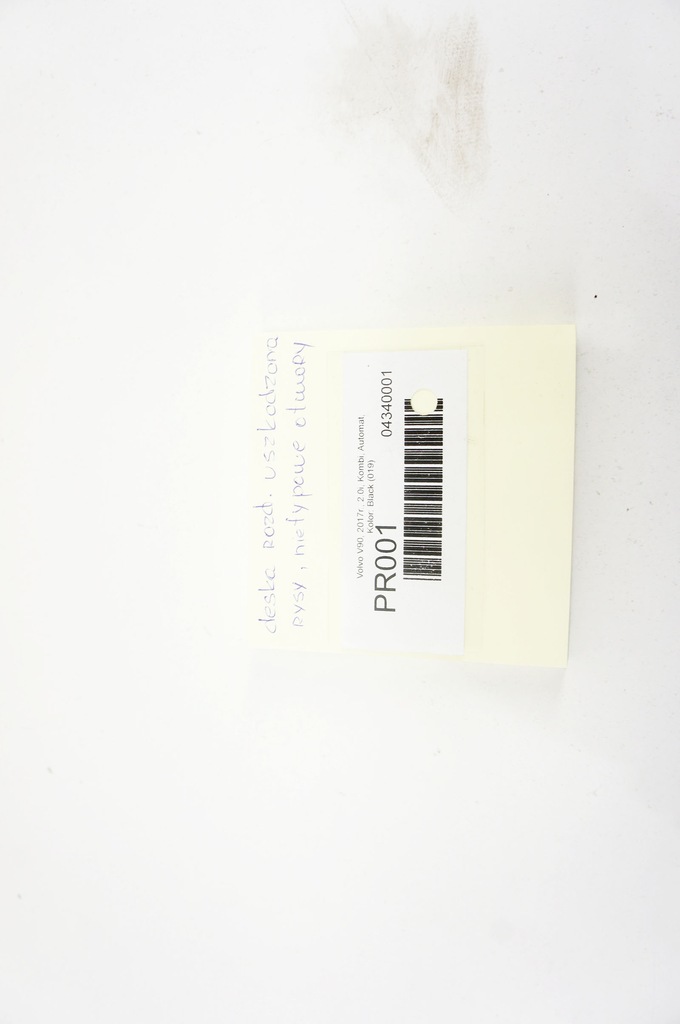 deska rozd. uszkodzona
rysy, nietypowe otwory
Volvo V90, 2017r., 2.0i, Kombi, Automat,
Kolor: Black (019)
PR001
04340001